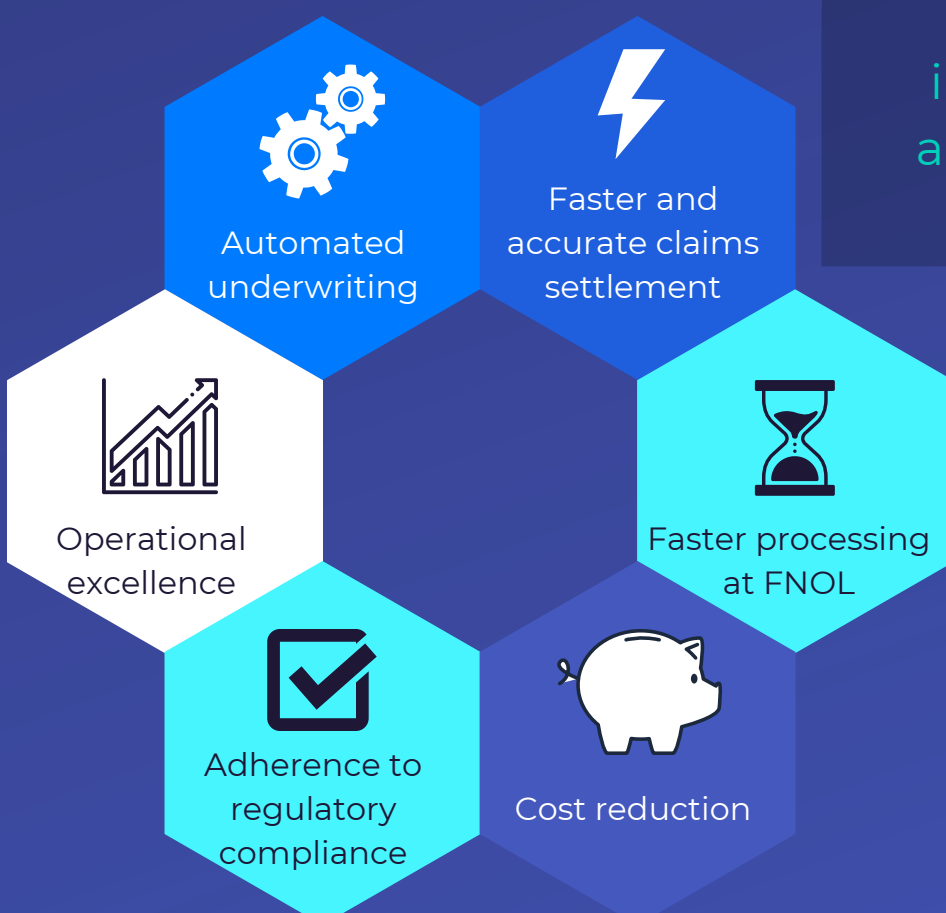 Automated
underwriting
Faster and
accurate claims
settlement
Operational
excellence
Faster processing
at FNOL
Adherence to
regulatory
compliance
Cost reduction